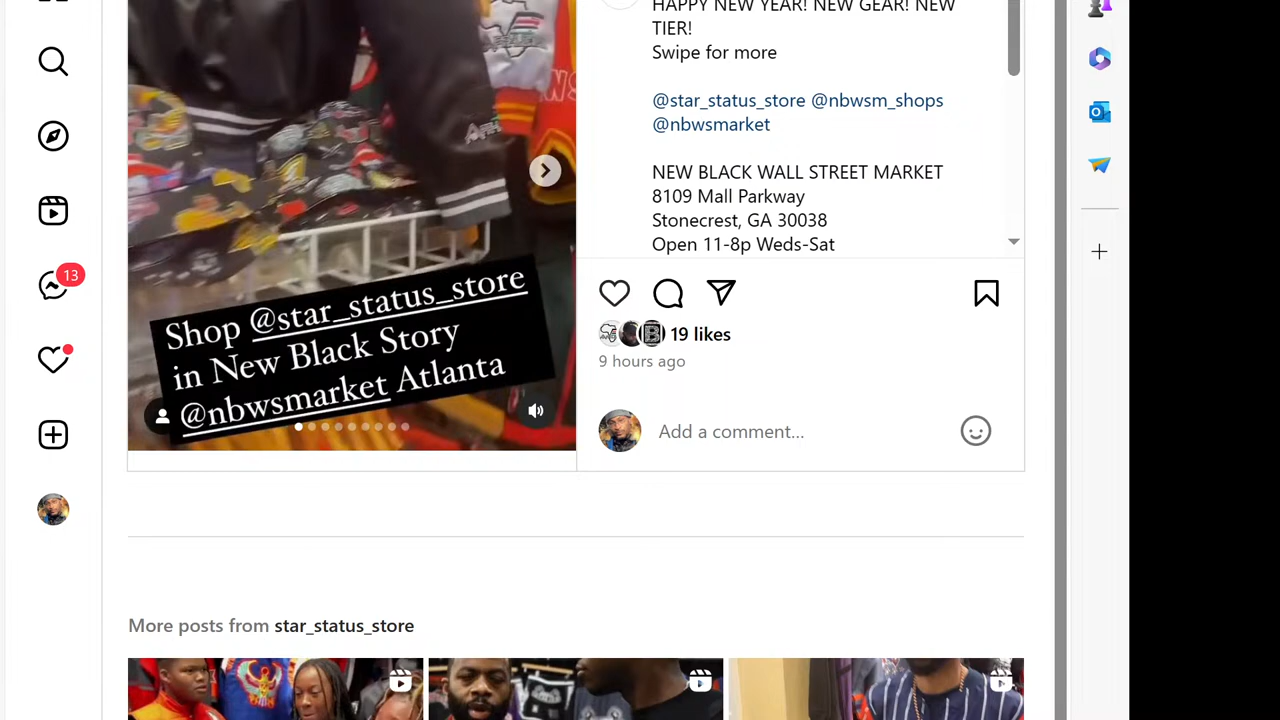 HAPPY NEW YEAR! NEW GEAR! NEW
TIER!
Swipe for more
@star_status_store @nbwsm_shops
@nbwsmarket
NEW BLACK WALL STREET MARKET
8109 Mall Parkway
Stonecrest, GA 30038
Open 11-8p Weds-Sat
13
Shop @star_status_store
in New Black Story
@nbwsmarket Atlanta
19 likes
9 hours ago
Add a comment...
More posts from star_status_store